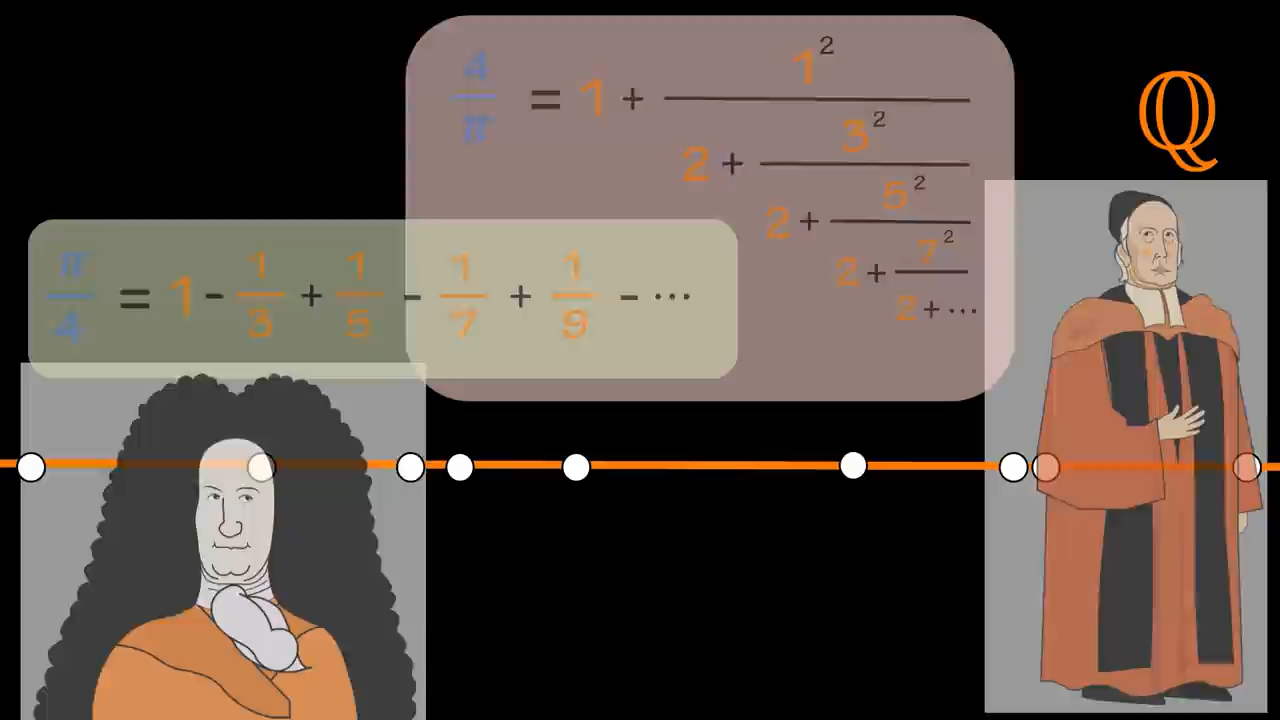 4/π = 1 + 1²/(2 + 3²/(2 + 5²/(2 + 7²/(2 + ⋯))))
ℚ
π/4 = 1 - 1/3 + 1/5 - 1/7 + 1/9 - ⋯